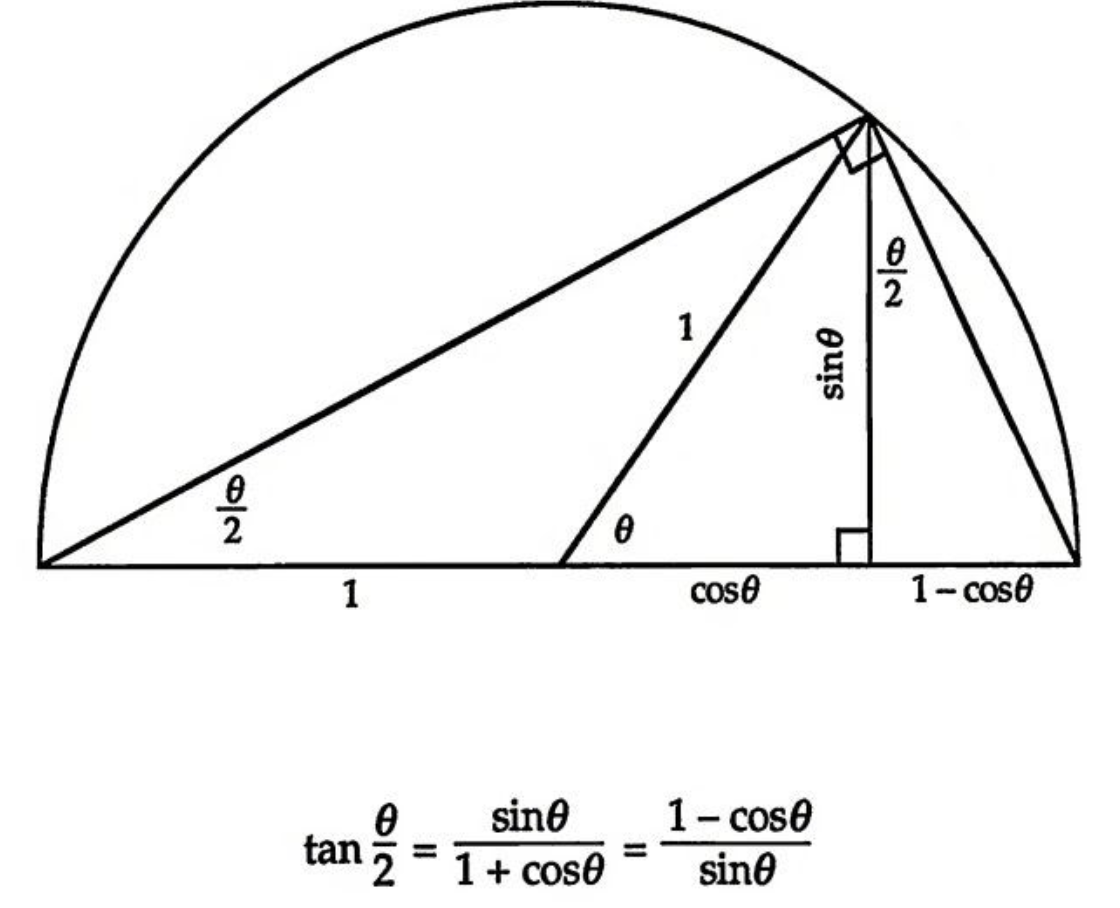 θ/2
1
sinθ
θ/2
θ
1
cosθ
1 – cosθ
tan θ/2 = sinθ/(1 + cosθ) = (1 – cosθ)/sinθ